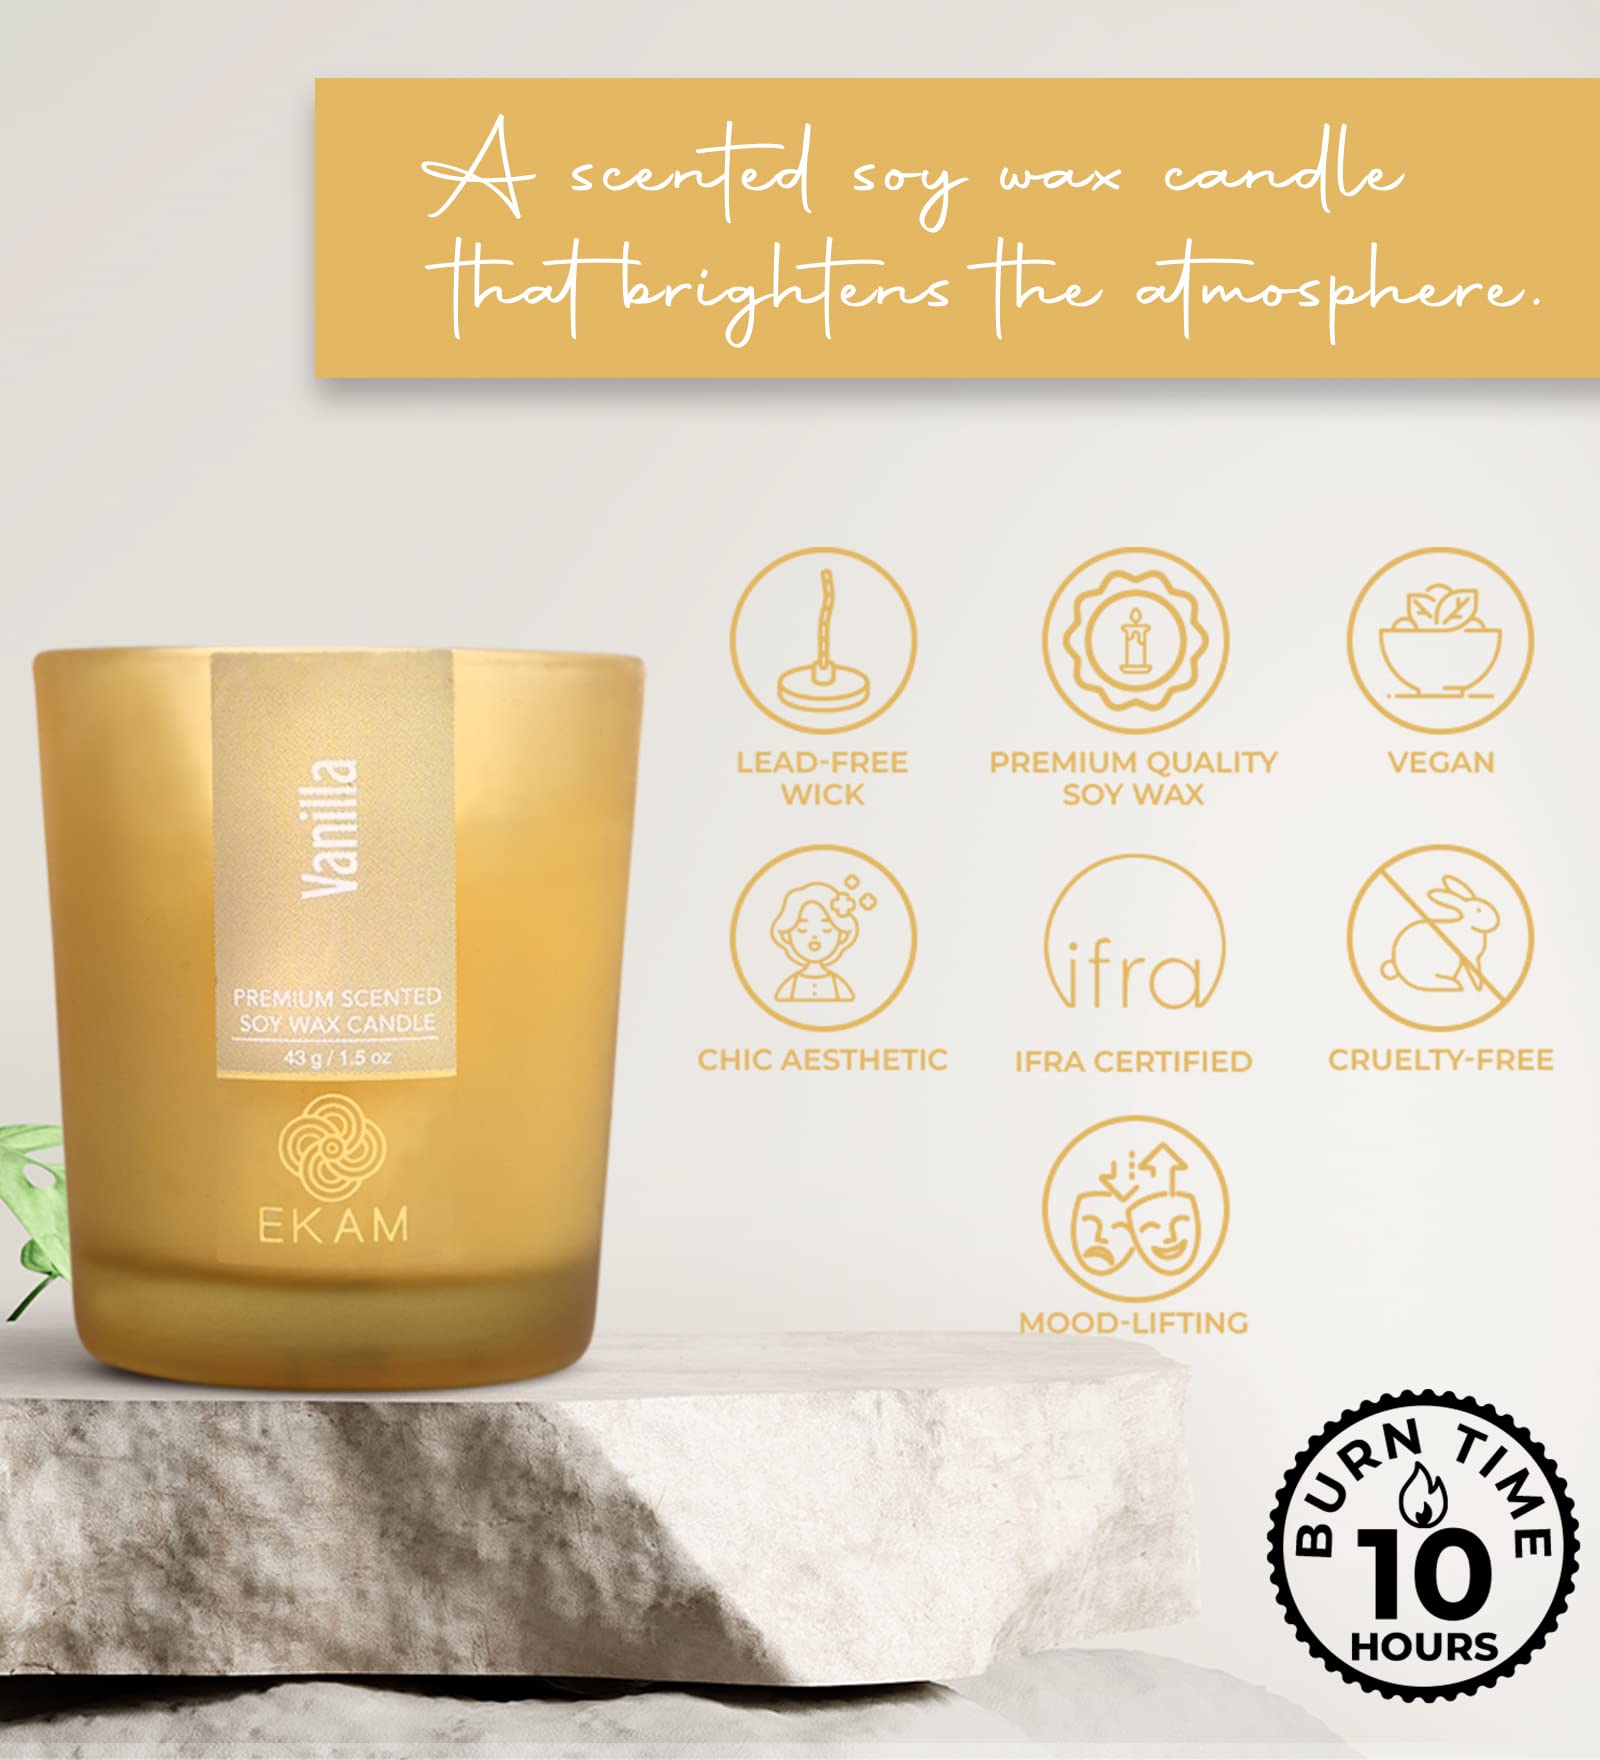 A scented soy wax candle
that brightens the atmosphere.
LEAD-FREE
WICK
PREMIUM QUALITY
SOY WAX
VEGAN
CHIC AESTHETIC
ifra
IFRA CERTIFIED
CRUELTY-FREE
MOOD-LIFTING
Vanilla
PREMIUM SCENTED
SOY WAX CANDLE
43 g / 1.5 oz
EKAM
BURN TIME
10
HOURS